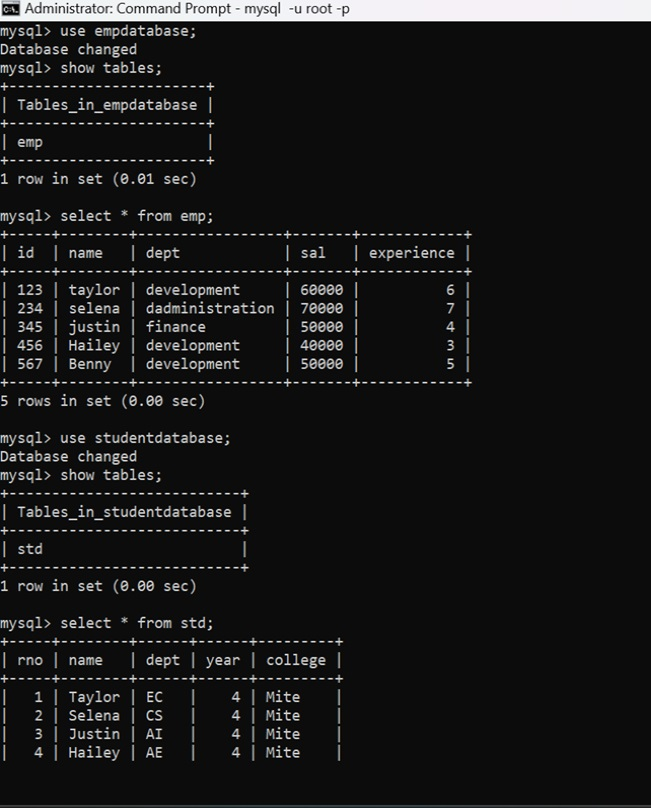 Administrator: Command Prompt - mysql  -u root -p
mysql> use empdatabase;
Database changed
mysql> show tables;
+-----------------------+
| Tables_in_empdatabase |
+-----------------------+
| emp                   |
+-----------------------+
1 row in set (0.01 sec)

mysql> select * from emp;
+-----+--------+----------------+-------+------------+
| id  | name   | dept           | sal   | experience |
+-----+--------+----------------+-------+------------+
| 123 | taylor | development    | 60000 |          6 |
| 234 | selena | dadministration | 70000 |          7 |
| 345 | justin | finance        | 50000 |          4 |
| 456 | Hailey | development    | 40000 |          3 |
| 567 | Benny  | development    | 50000 |          5 |
+-----+--------+----------------+-------+------------+
5 rows in set (0.00 sec)

mysql> use studentdatabase;
Database changed
mysql> show tables;
+---------------------------+
| Tables_in_studentdatabase |
+---------------------------+
| std                       |
+---------------------------+
1 row in set (0.00 sec)

mysql> select * from std;
+-----+--------+------+------+---------+
| rno | name   | dept | year | college |
+-----+--------+------+------+---------+
|   1 | Taylor | EC   |    4 | Mite    |
|   2 | Selena | CS   |    4 | Mite    |
|   3 | Justin | AI   |    4 | Mite    |
|   4 | Hailey | AE   |    4 | Mite    |